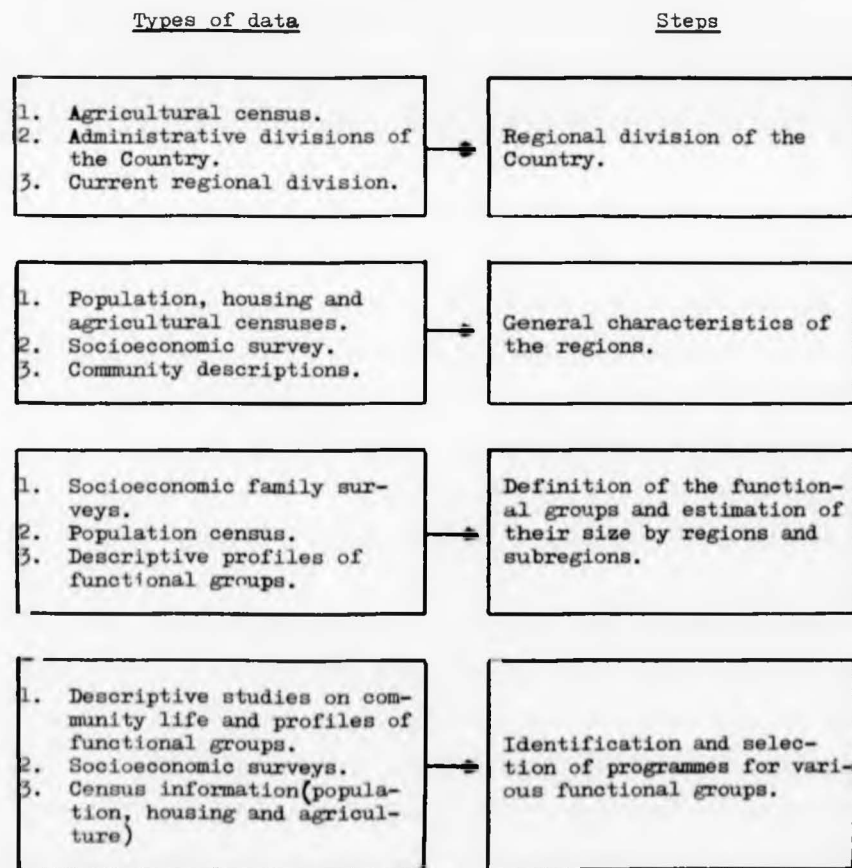 Types of data
Steps
1. Agricultural census.
2. Administrative divisions of
the Country.
3. Current regional division.
Regional division of the
Country.
1. Population, housing and
agricultural censuses.
2. Socioeconomic survey.
3. Community descriptions.
General characteristics of
the regions.
1. Socioeconomic family sur-
veys.
2. Population census.
3. Descriptive profiles of
functional groups.
Definition of the function-
al groups and estimation of
their size by regions and
subregions.
1. Descriptive studies on com-
munity life and profiles of
functional groups.
2. Socioeconomic surveys.
3. Census information(popula-
tion, housing and agricul-
ture)
Identification and selec-
tion of programmes for vari-
ous functional groups.